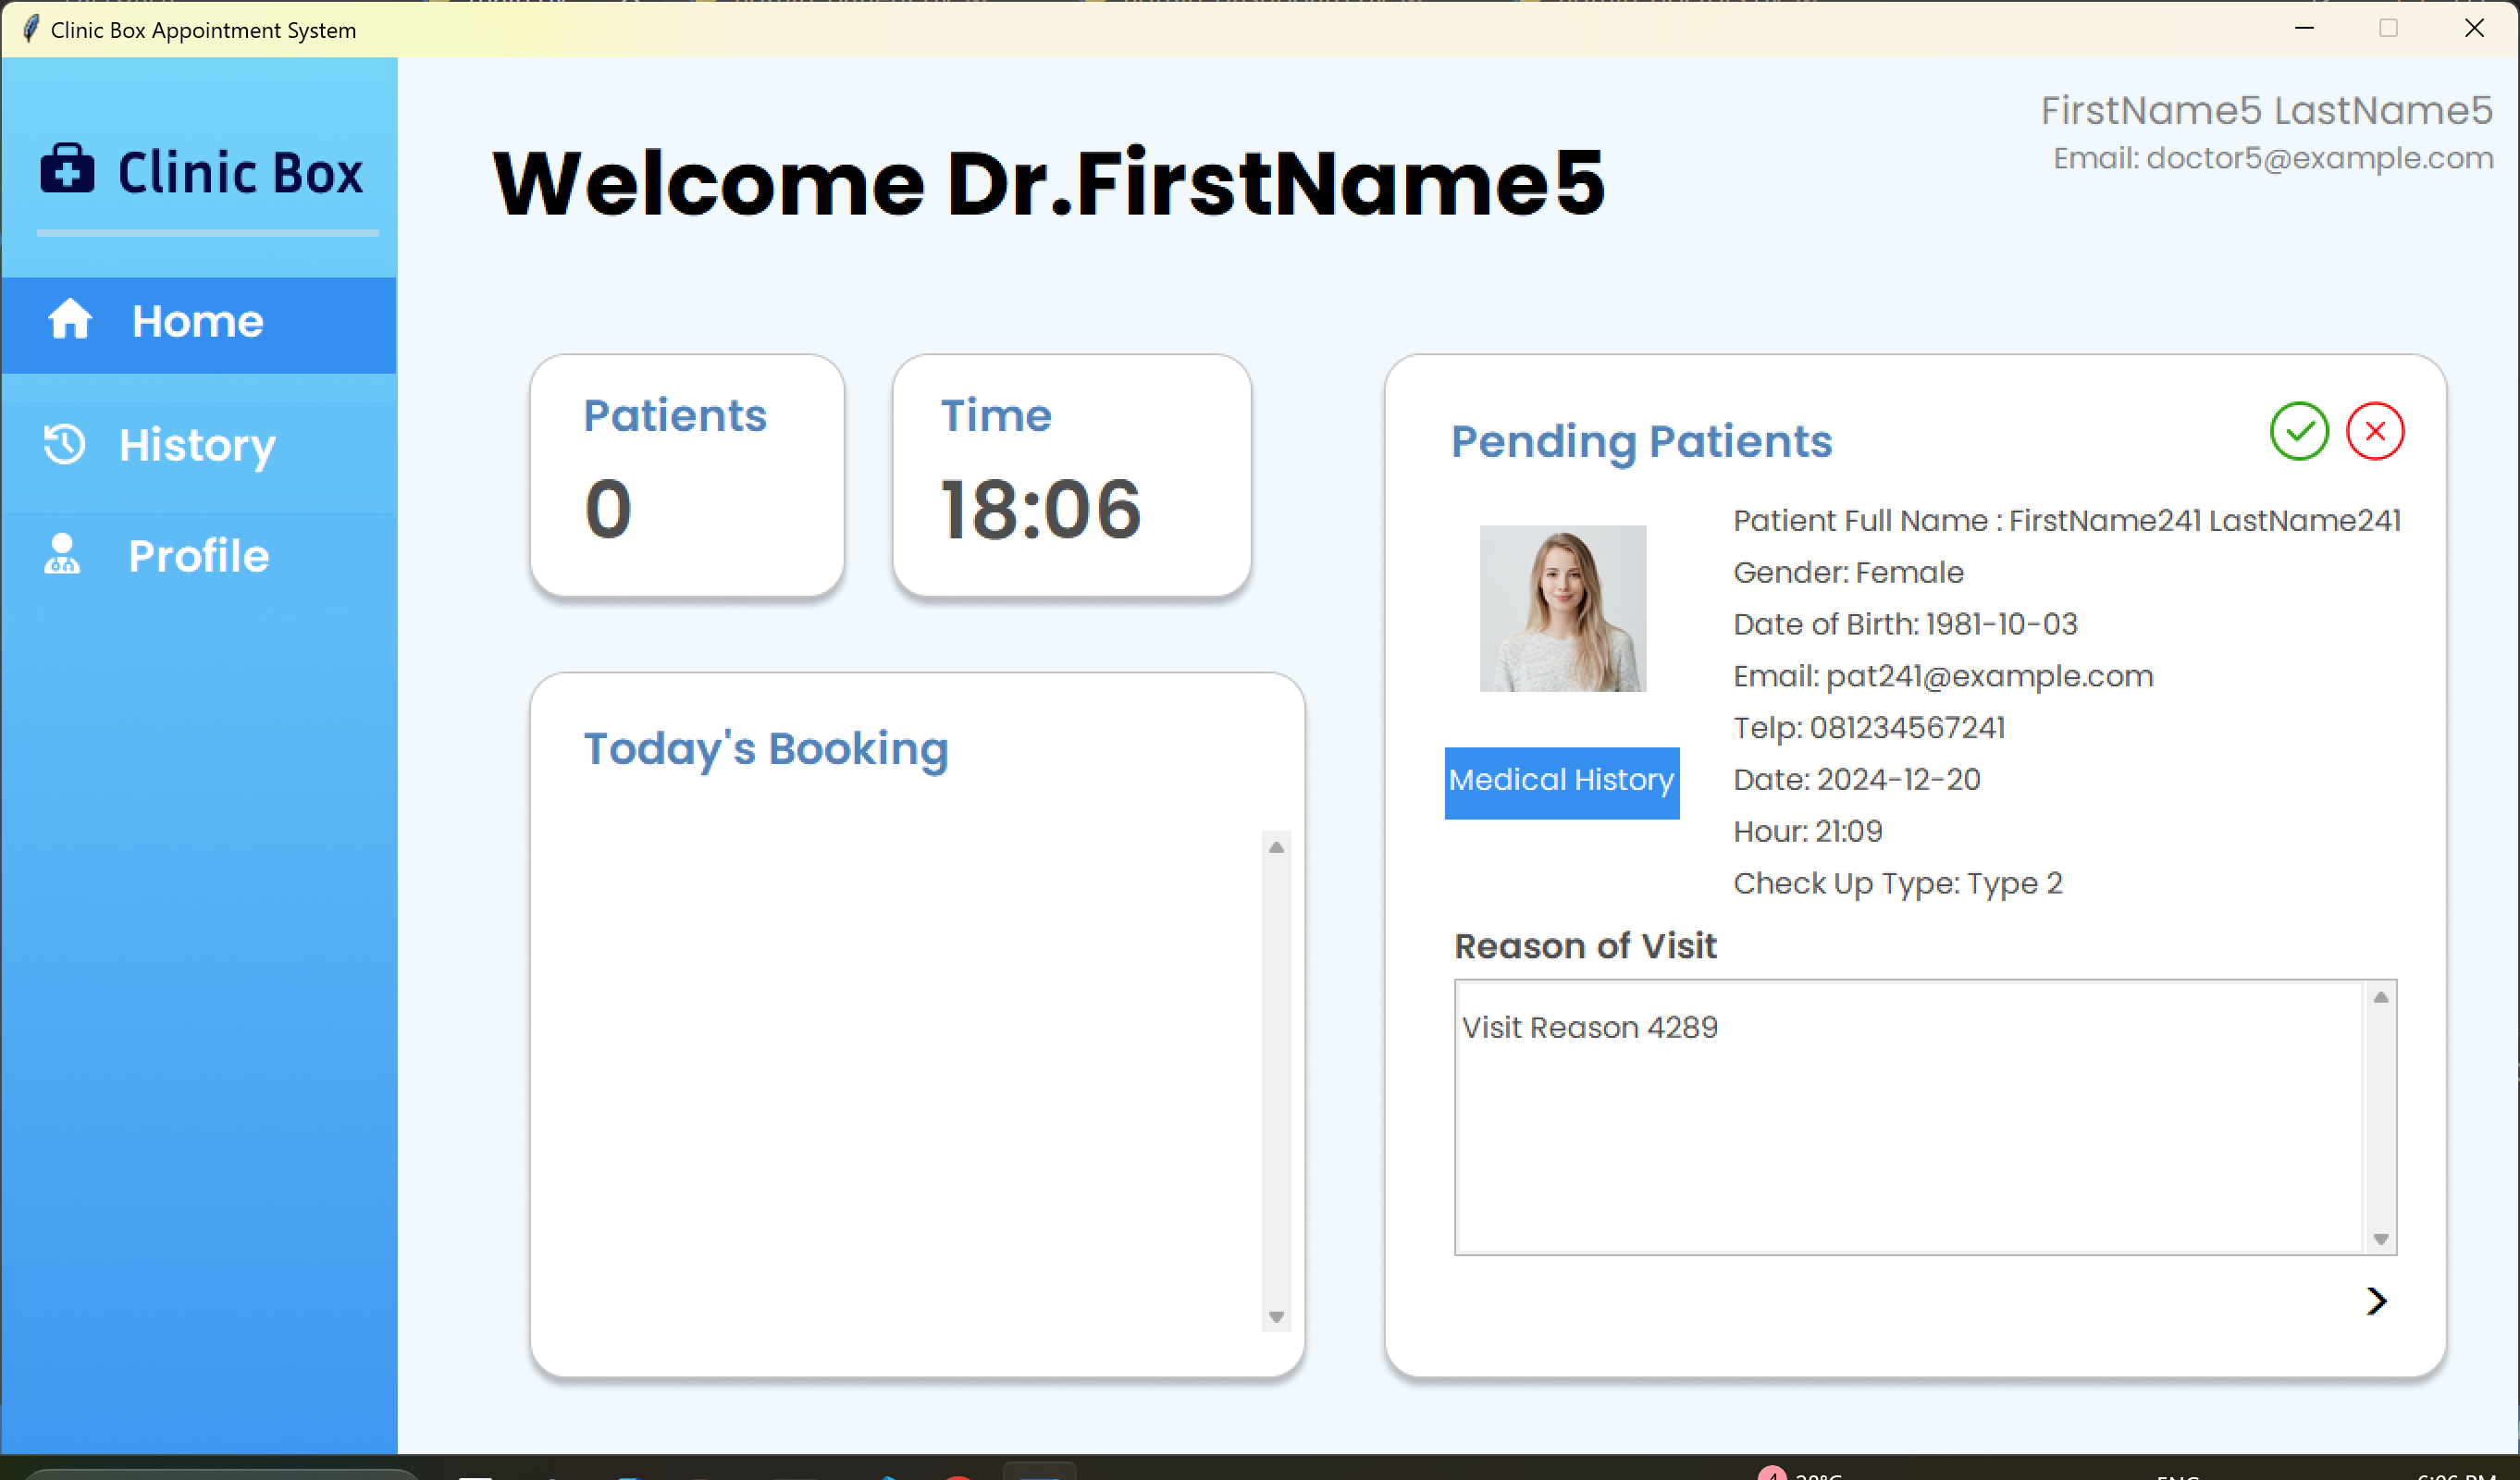 Clinic Box Appointment System
Clinic Box
Home
History
Profile
FirstName5 LastName5
Email: doctor5@example.com
Welcome Dr.FirstName5
Patients
0
Time
18:06
Today's Booking
Pending Patients
Patient Full Name : FirstName241 LastName241
Gender: Female
Date of Birth: 1981-10-03
Email: pat241@example.com
Telp: 081234567241
Date: 2024-12-20
Hour: 21:09
Check Up Type: Type 2
Medical History
Reason of Visit
Visit Reason 4289